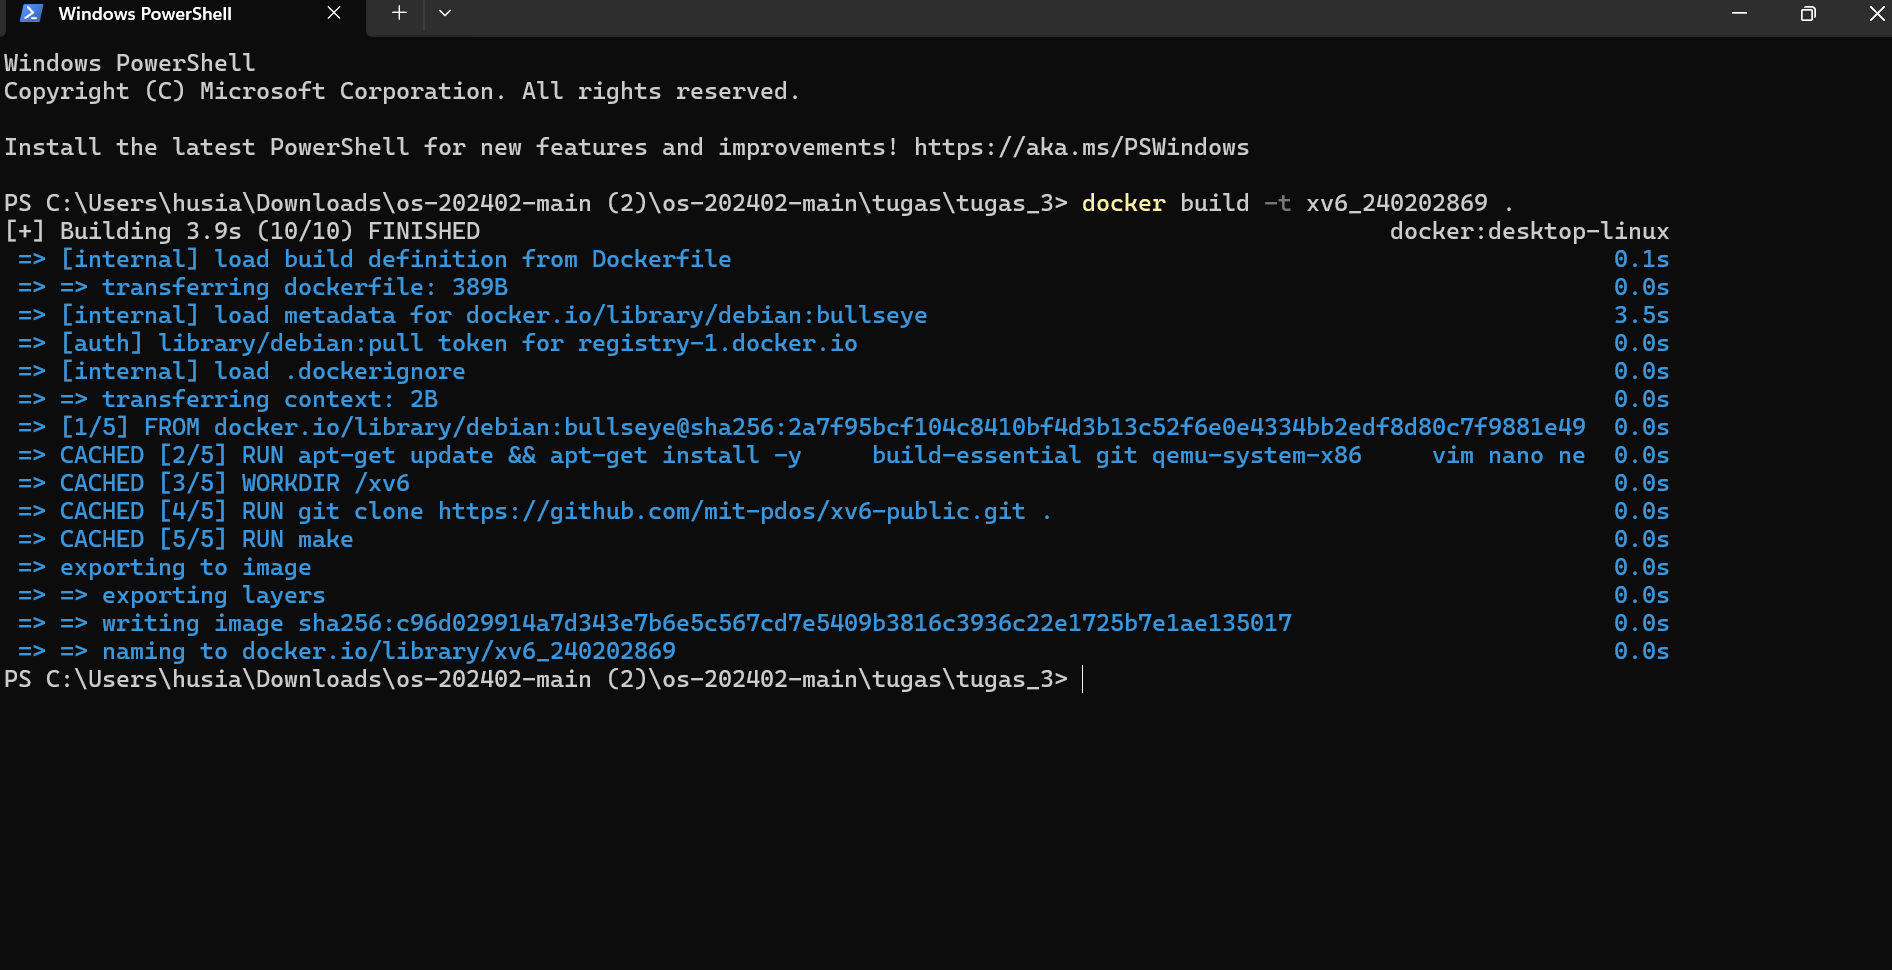 Windows PowerShell
Windows PowerShell
Copyright (C) Microsoft Corporation. All rights reserved.
Install the latest PowerShell for new features and improvements! https://aka.ms/PSWindows
PS C:\Users\husia\Downloads\os-202402-main (2)\os-202402-main\tugas\tugas_3> docker build -t xv6_240202869 .
[+] Building 3.9s (10/10) FINISHED docker:desktop-linux
=> [internal] load build definition from Dockerfile 0.1s
=> => transferring dockerfile: 389B 0.0s
=> [internal] load metadata for docker.io/library/debian:bullseye 3.5s
=> [auth] library/debian:pull token for registry-1.docker.io 0.0s
=> [internal] load .dockerignore 0.0s
=> => transferring context: 2B 0.0s
=> [1/5] FROM docker.io/library/debian:bullseye@sha256:2a7f95bcf104c8410bf4d3b13c52f6e0e4334bb2edf8d80c7f9881e49 0.0s
=> CACHED [2/5] RUN apt-get update && apt-get install -y     build-essential git qemu-system-x86     vim nano ne 0.0s
=> CACHED [3/5] WORKDIR /xv6 0.0s
=> CACHED [4/5] RUN git clone https://github.com/mit-pdos/xv6-public.git . 0.0s
=> CACHED [5/5] RUN make 0.0s
=> exporting to image 0.0s
=> => exporting layers 0.0s
=> => writing image sha256:c96d029914a7d343e7b6e5c567cd7e5409b3816c3936c22e1725b7e1ae135017 0.0s
=> => naming to docker.io/library/xv6_240202869 0.0s
PS C:\Users\husia\Downloads\os-202402-main (2)\os-202402-main\tugas\tugas_3>